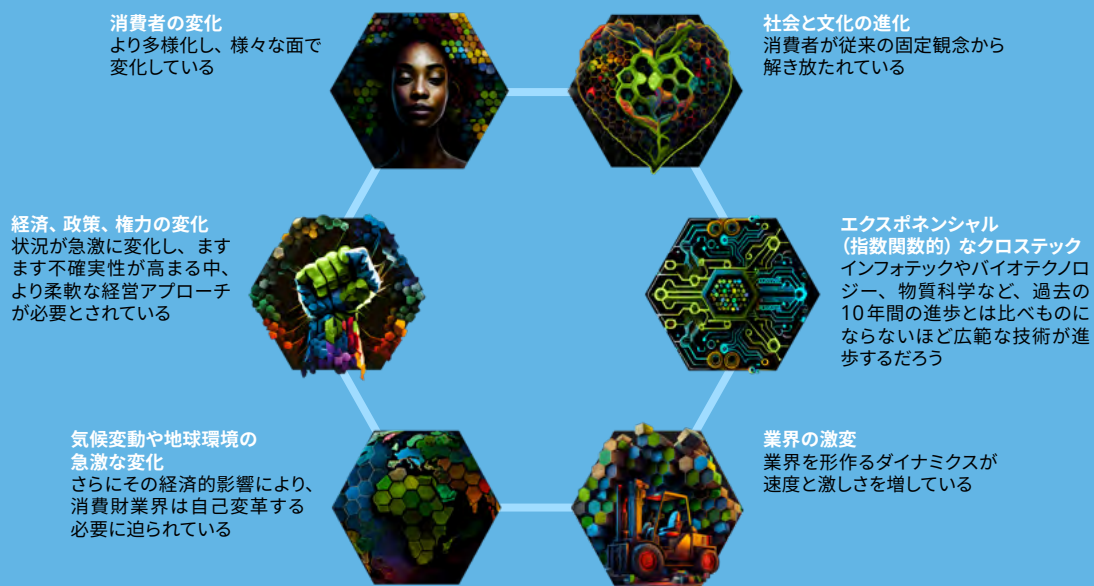 消費者の変化
より多様化し、様々な面で
変化している
社会と文化の進化
消費者が従来の固定観念から
解き放たれている
経済、政策、権力の変化
状況が急激に変化し、ます
ます不確実性が高まる中、
より柔軟な経営アプローチ
が必要とされている
エクスポネンシャル
（指数関数的）なクロステック
インフォテックやバイオテクノロ
ジー、物質科学など、過去の
10年間の進歩とは比べものに
ならないほど広範な技術が進
歩するだろう
気候変動や地球環境の
急激な変化
さらにその経済的影響により、
消費財業界は自己変革する
必要に迫られている
業界の激変
業界を形作るダイナミクスが
速度と激しさを増している